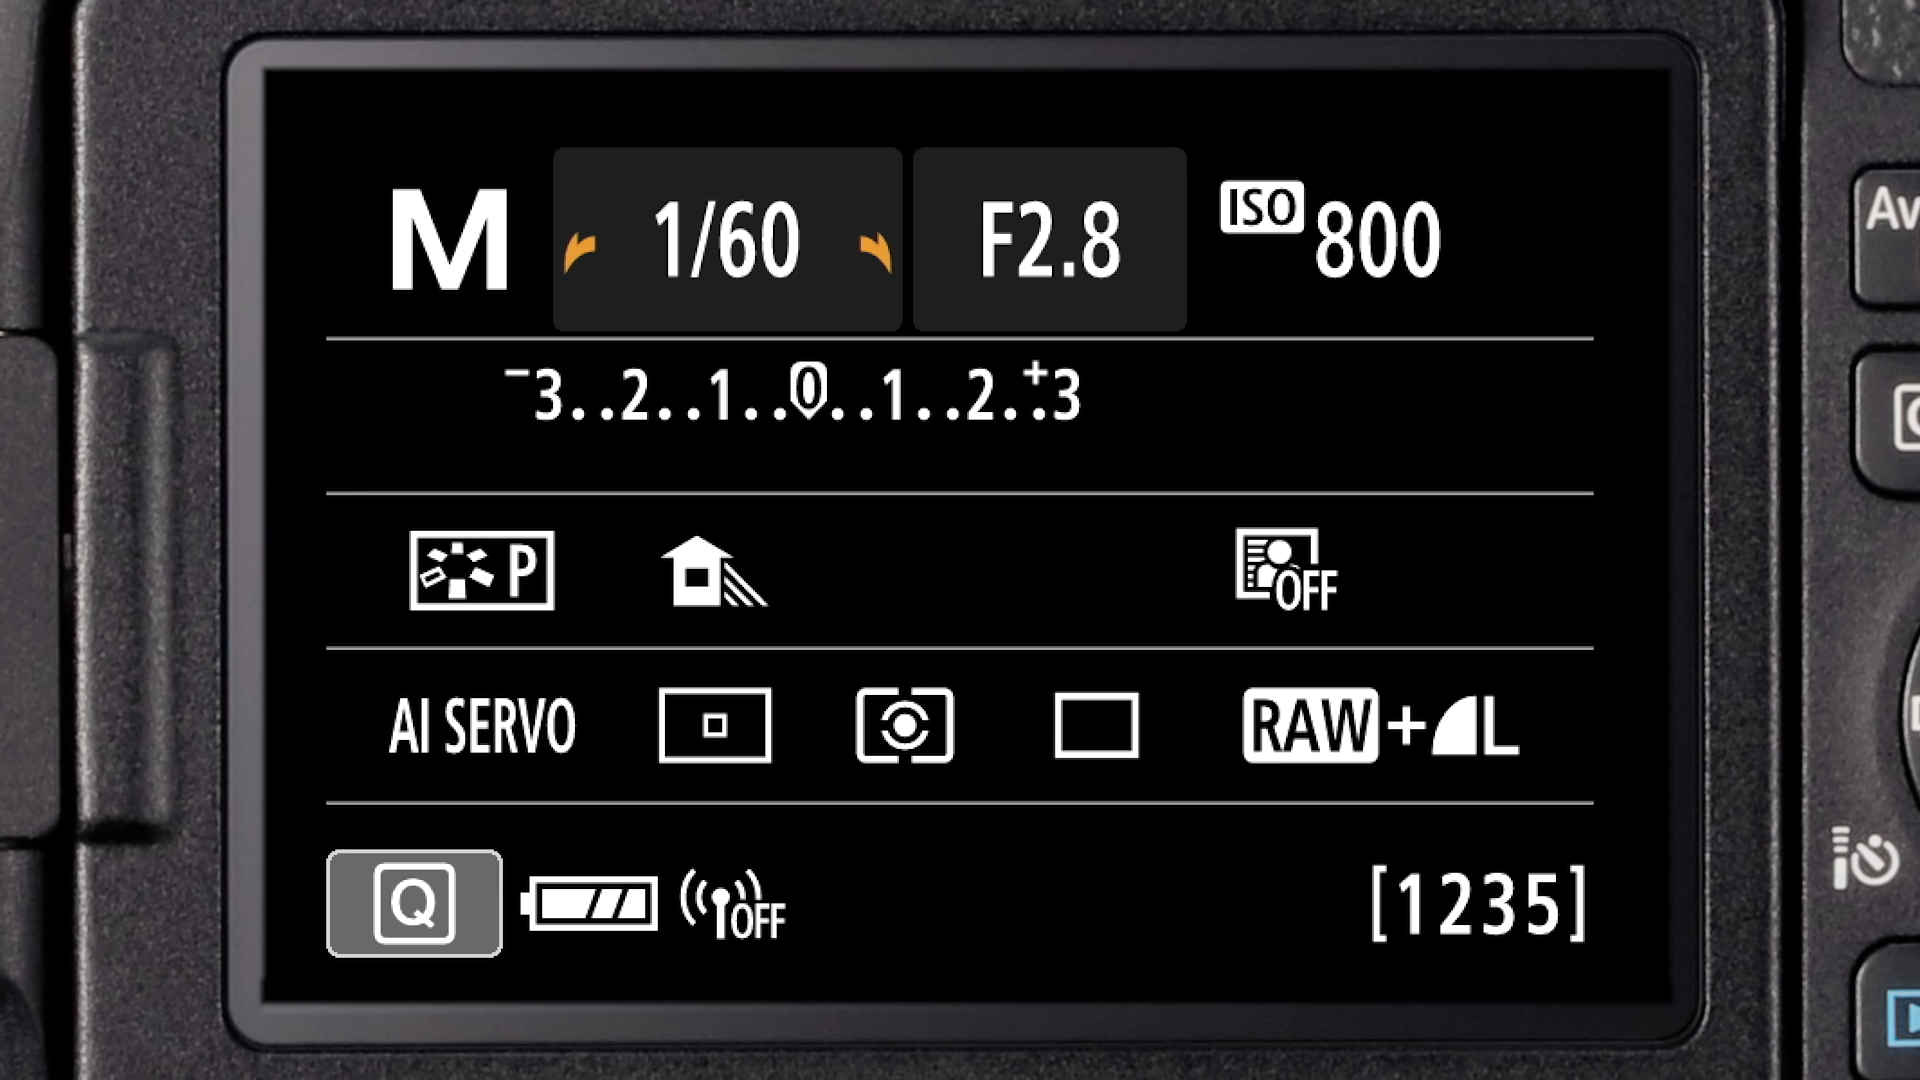 M 1/60 F2.8 ISO 800
-3..2..1..0..1..2..+3
P OFF
AI SERVO RAW+L
Q OFF [1235]
Av